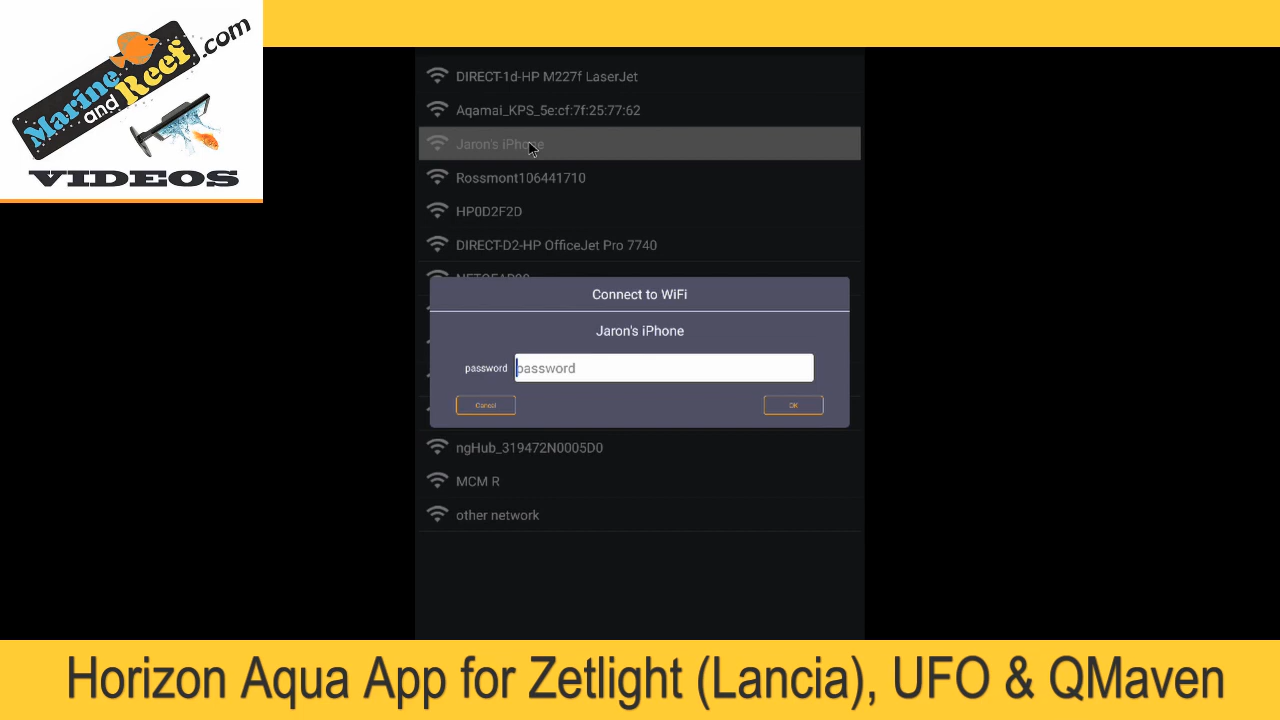 Marine
and Reef
.com
VIDEOS
DIRECT-1d-HP M227f LaserJet
Aqamai_KPS_5e:cf:7f:25:77:62
Jaron's iPhone
Rossmont106441710
HP0D2F2D
DIRECT-D2-HP OfficeJet Pro 7740
Connect to WiFi
Jaron's iPhone
password password
Cancel OK
ngHub_319472N0005D0
MCM R
other network
Horizon Aqua App for Zetlight (Lancia), UFO & QMaven